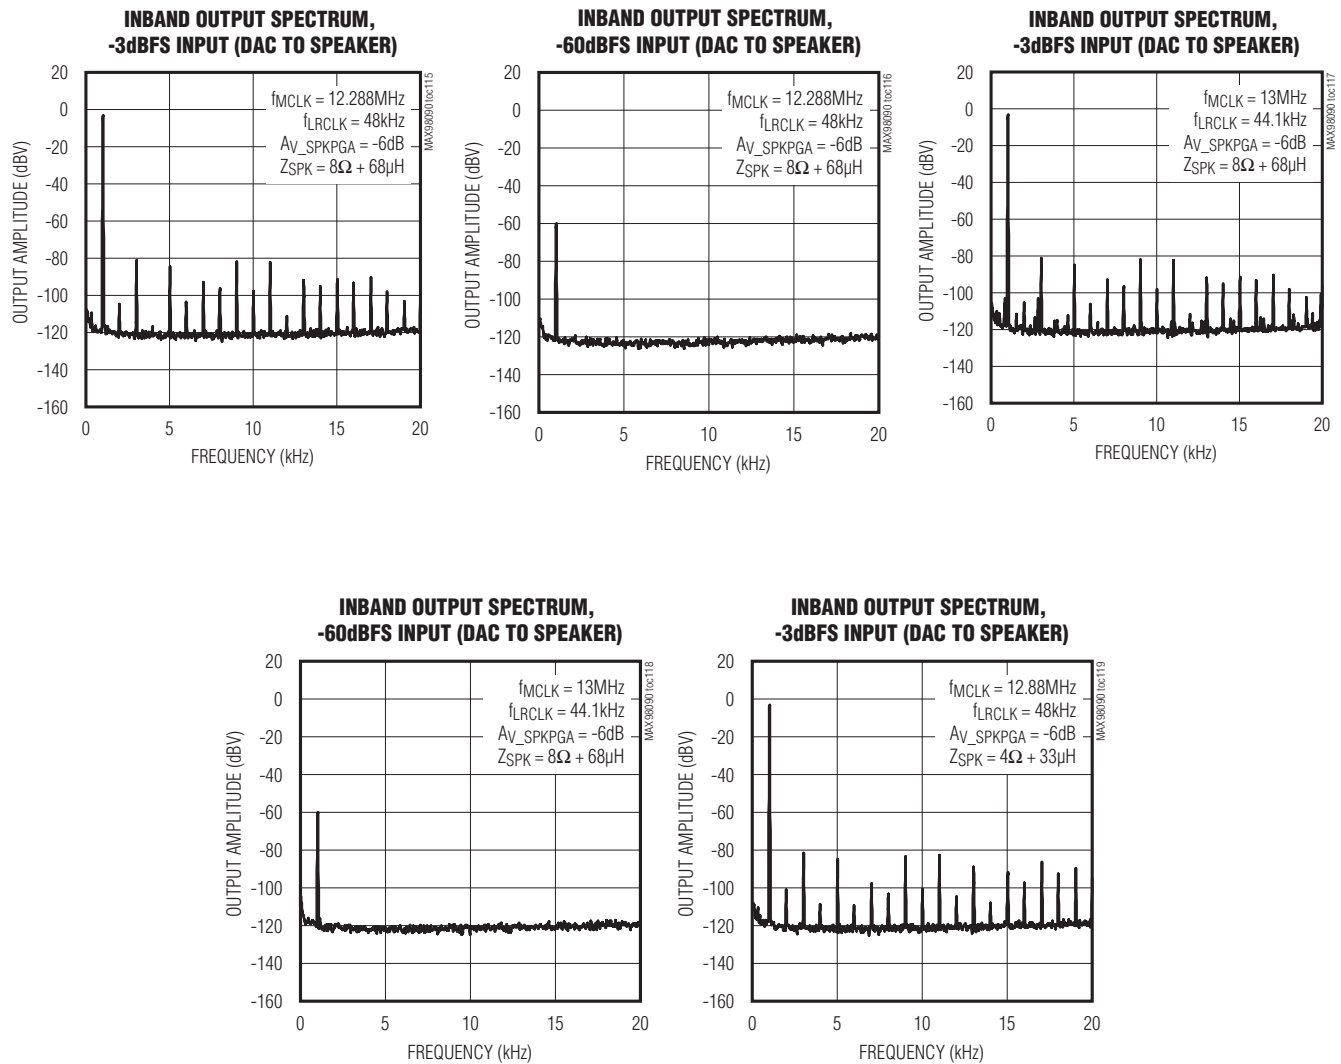 INBAND OUTPUT SPECTRUM,
-3dBFS INPUT (DAC TO SPEAKER)
MAX98090 toc115
fMCLK = 12.288MHz
fLRCLK = 48kHz
AV_SPKPGA = -6dB
ZSPK = 8Ω + 68µH
OUTPUT AMPLITUDE (dBV)
20
0
-20
-40
-60
-80
-100
-120
-140
-160
0 5 10 15 20
FREQUENCY (kHz)
INBAND OUTPUT SPECTRUM,
-60dBFS INPUT (DAC TO SPEAKER)
MAX98090 toc116
fMCLK = 12.288MHz
fLRCLK = 48kHz
AV_SPKPGA = -6dB
ZSPK = 8Ω + 68µH
OUTPUT AMPLITUDE (dBV)
20
0
-20
-40
-60
-80
-100
-120
-140
-160
0 5 10 15 20
FREQUENCY (kHz)
INBAND OUTPUT SPECTRUM,
-3dBFS INPUT (DAC TO SPEAKER)
MAX98090 toc117
fMCLK = 13MHz
fLRCLK = 44.1kHz
AV_SPKPGA = -6dB
ZSPK = 8Ω + 68µH
OUTPUT AMPLITUDE (dBV)
20
0
-20
-40
-60
-80
-100
-120
-140
-160
0 5 10 15 20
FREQUENCY (kHz)
INBAND OUTPUT SPECTRUM,
-60dBFS INPUT (DAC TO SPEAKER)
MAX98090 toc118
fMCLK = 13MHz
fLRCLK = 44.1kHz
AV_SPKPGA = -6dB
ZSPK = 8Ω + 68µH
OUTPUT AMPLITUDE (dBV)
20
0
-20
-40
-60
-80
-100
-120
-140
-160
0 5 10 15 20
FREQUENCY (kHz)
INBAND OUTPUT SPECTRUM,
-3dBFS INPUT (DAC TO SPEAKER)
MAX98090 toc119
fMCLK = 12.88MHz
fLRCLK = 48kHz
AV_SPKPGA = -6dB
ZSPK = 4Ω + 33µH
OUTPUT AMPLITUDE (dBV)
20
0
-20
-40
-60
-80
-100
-120
-140
-160
0 5 10 15 20
FREQUENCY (kHz)